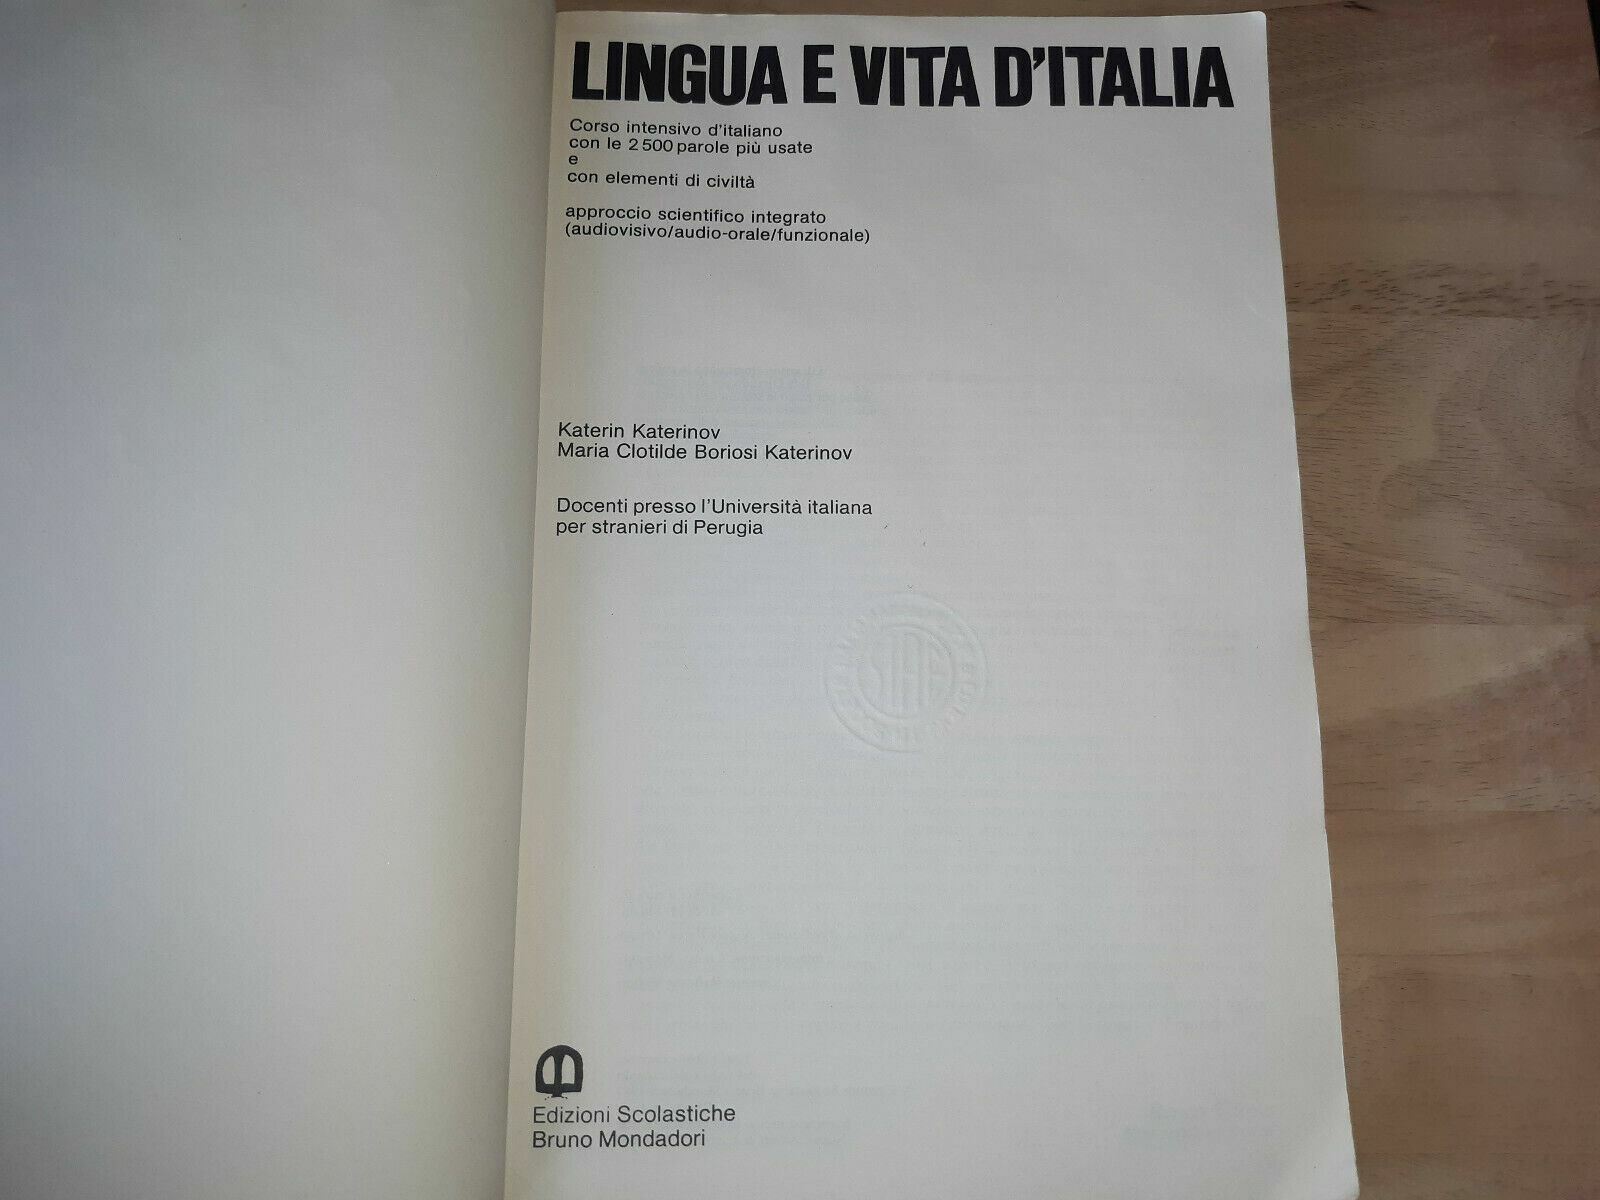 LINGUA E VITA D'ITALIA
Corso intensivo d'italiano
con le 2500 parole più usate
e
con elementi di civiltà
approccio scientifico integrato
(audiovisivo/audio-orale/funzionale)
Katerin Katerinov
Maria Clotilde Boriosi Katerinov
Docenti presso l'Università italiana
per stranieri di Perugia
SIAE
Edizioni Scolastiche
Bruno Mondadori